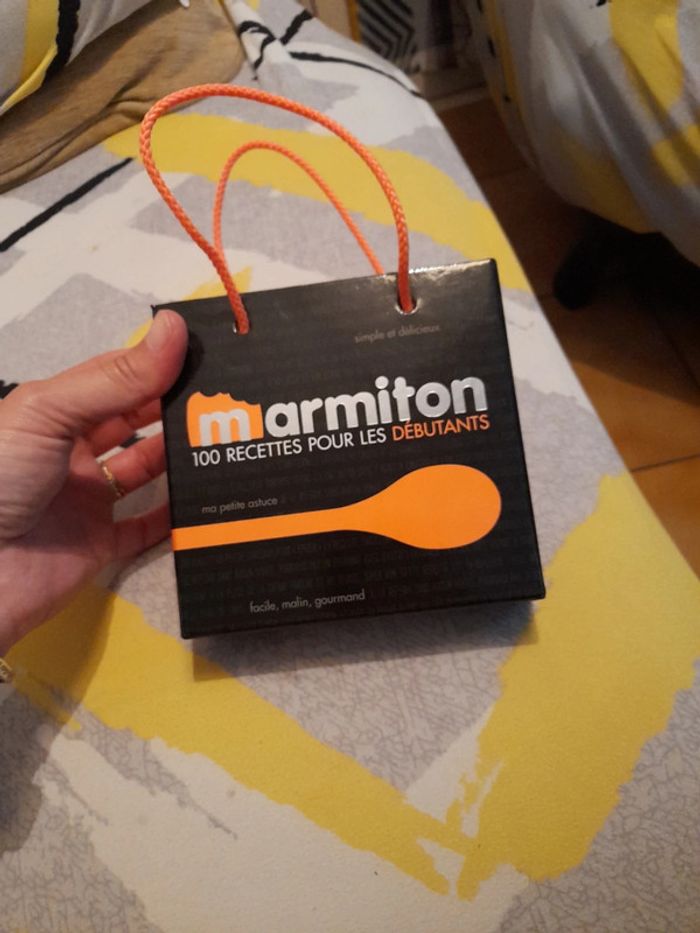 simple et délicieux
marmiton
100 RECETTES POUR LES DÉBUTANTS
ma petite astuce
facile, malin, gourmand